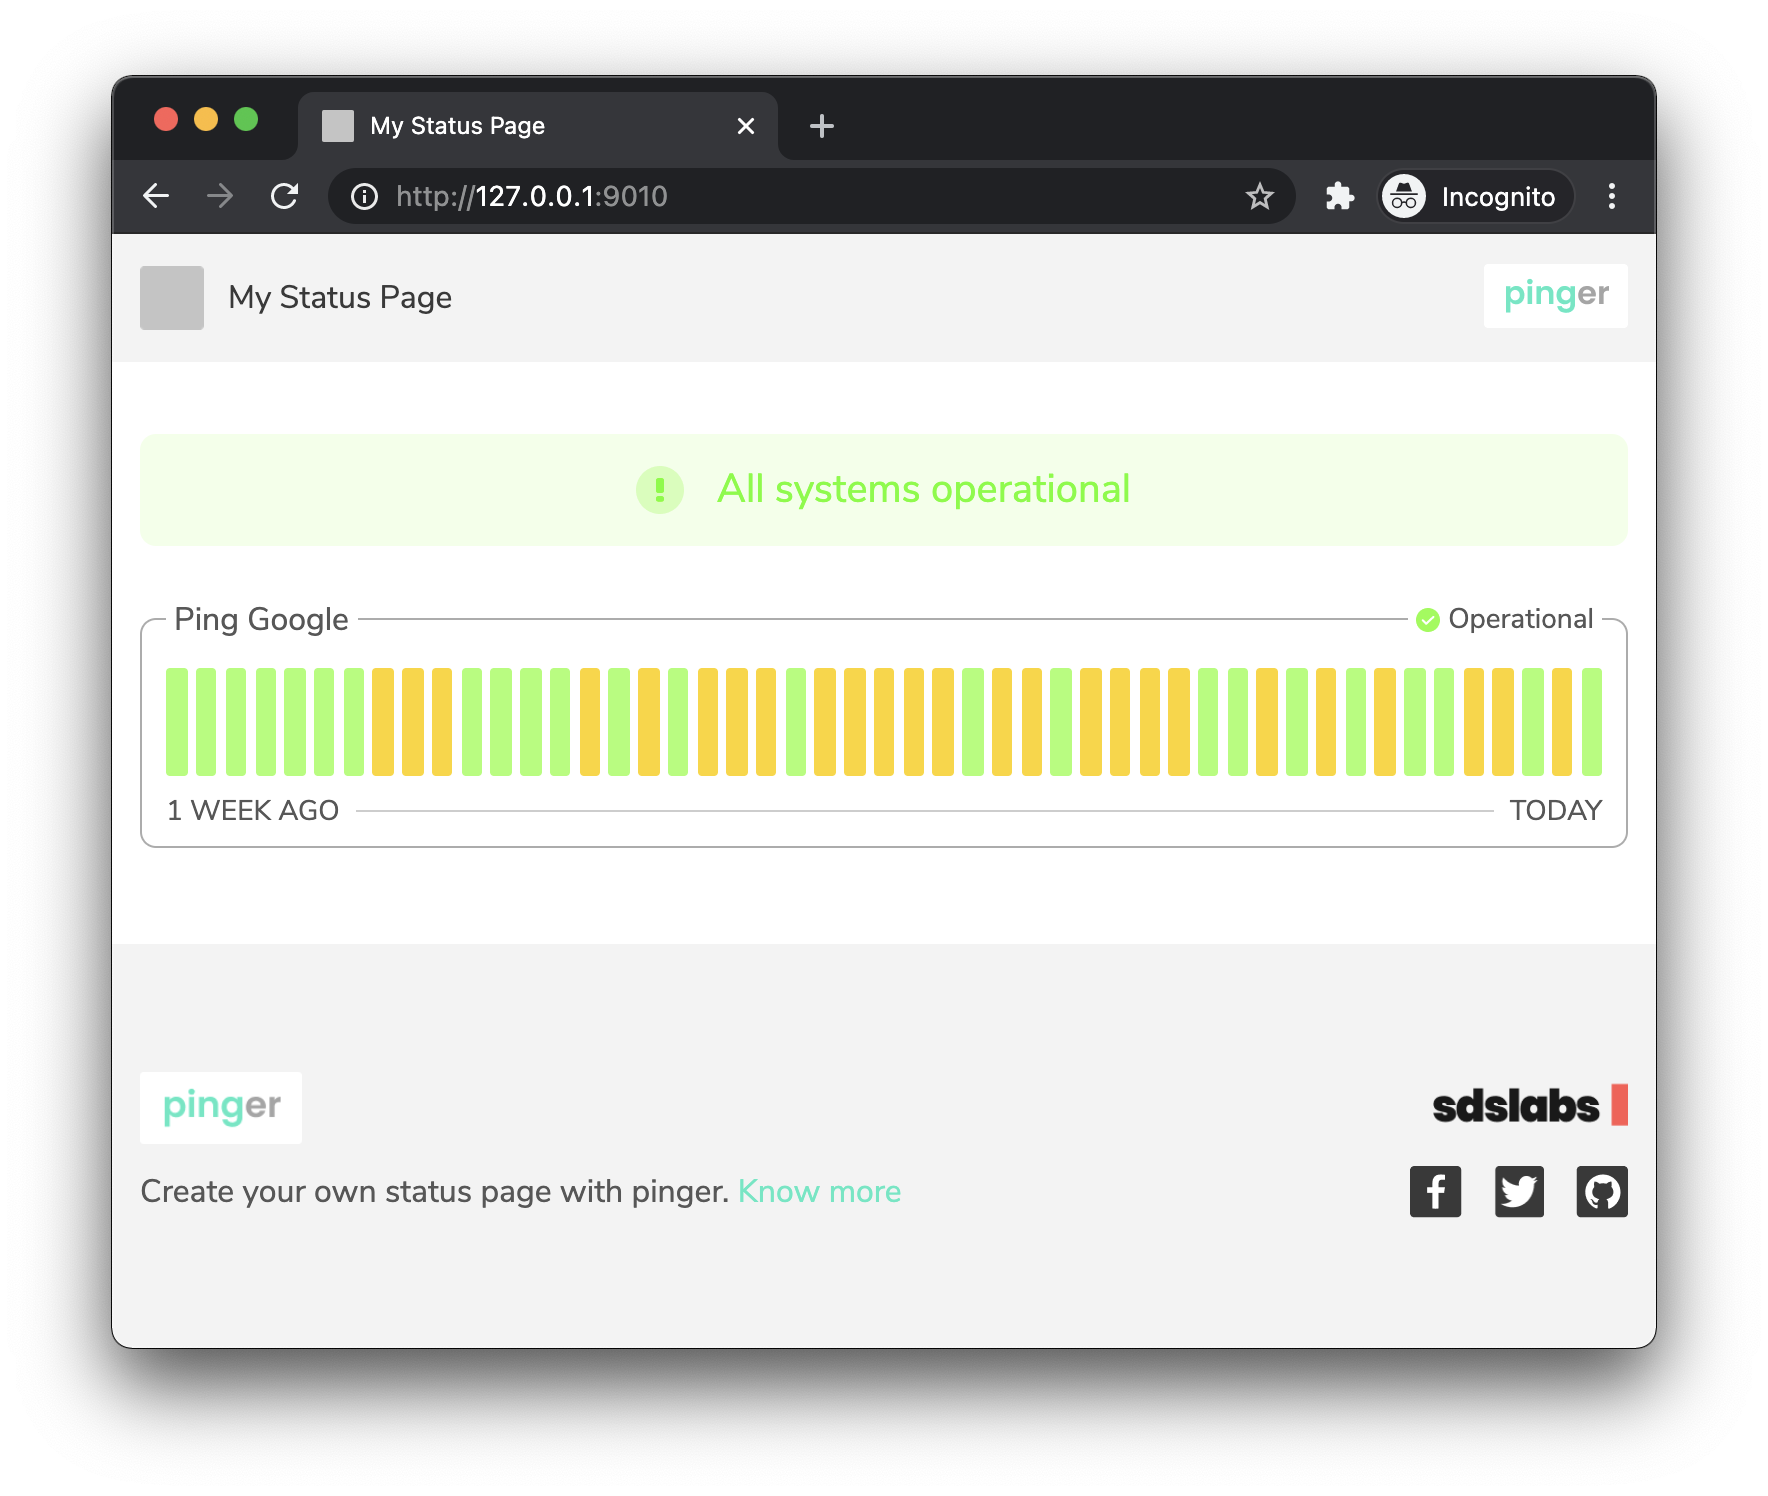 My Status Page
http://127.0.0.1:9010
Incognito
My Status Page
pinger
All systems operational
Ping Google
Operational
1 WEEK AGO
TODAY
pinger
sdslabs
Create your own status page with pinger. Know more